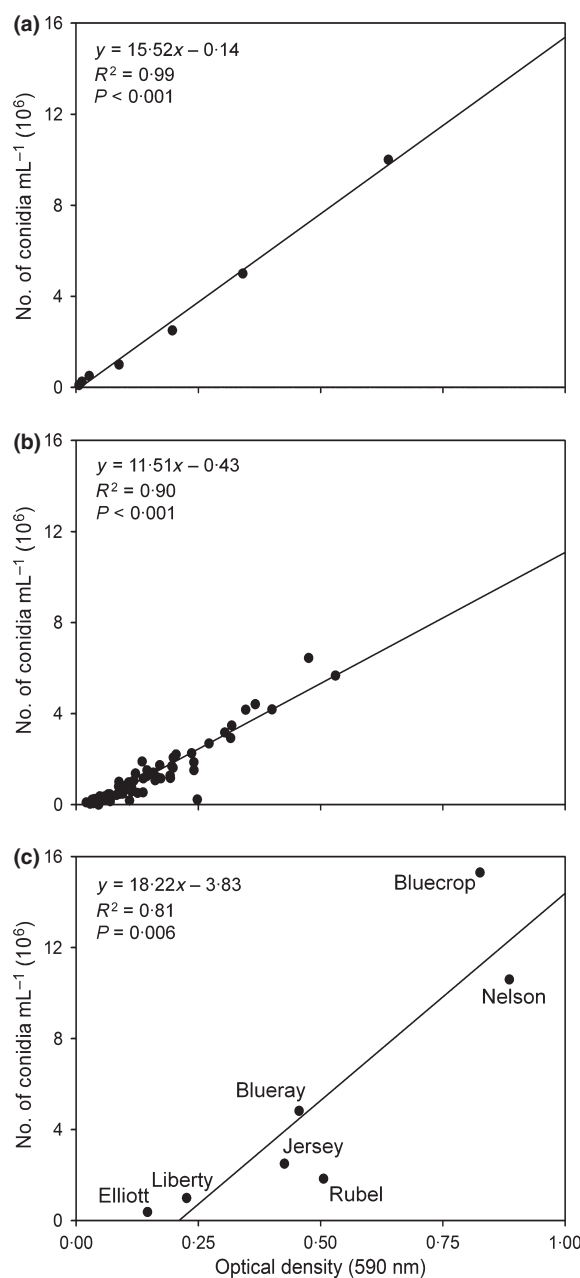 (a)
16
12
8
4
0
No. of conidia mL⁻¹ (10⁶)
y = 15·52x – 0·14
R² = 0·99
P < 0·001
(b)
16
12
8
4
0
No. of conidia mL⁻¹ (10⁶)
y = 11·51x – 0·43
R² = 0·90
P < 0·001
(c)
16
12
8
4
0
No. of conidia mL⁻¹ (10⁶)
y = 18·22x – 3·83
R² = 0·81
P = 0·006
Bluecrop
Nelson
Blueray
Jersey
Liberty
Elliott
Rubel
0·00 0·25 0·50 0·75 1·00
Optical density (590 nm)